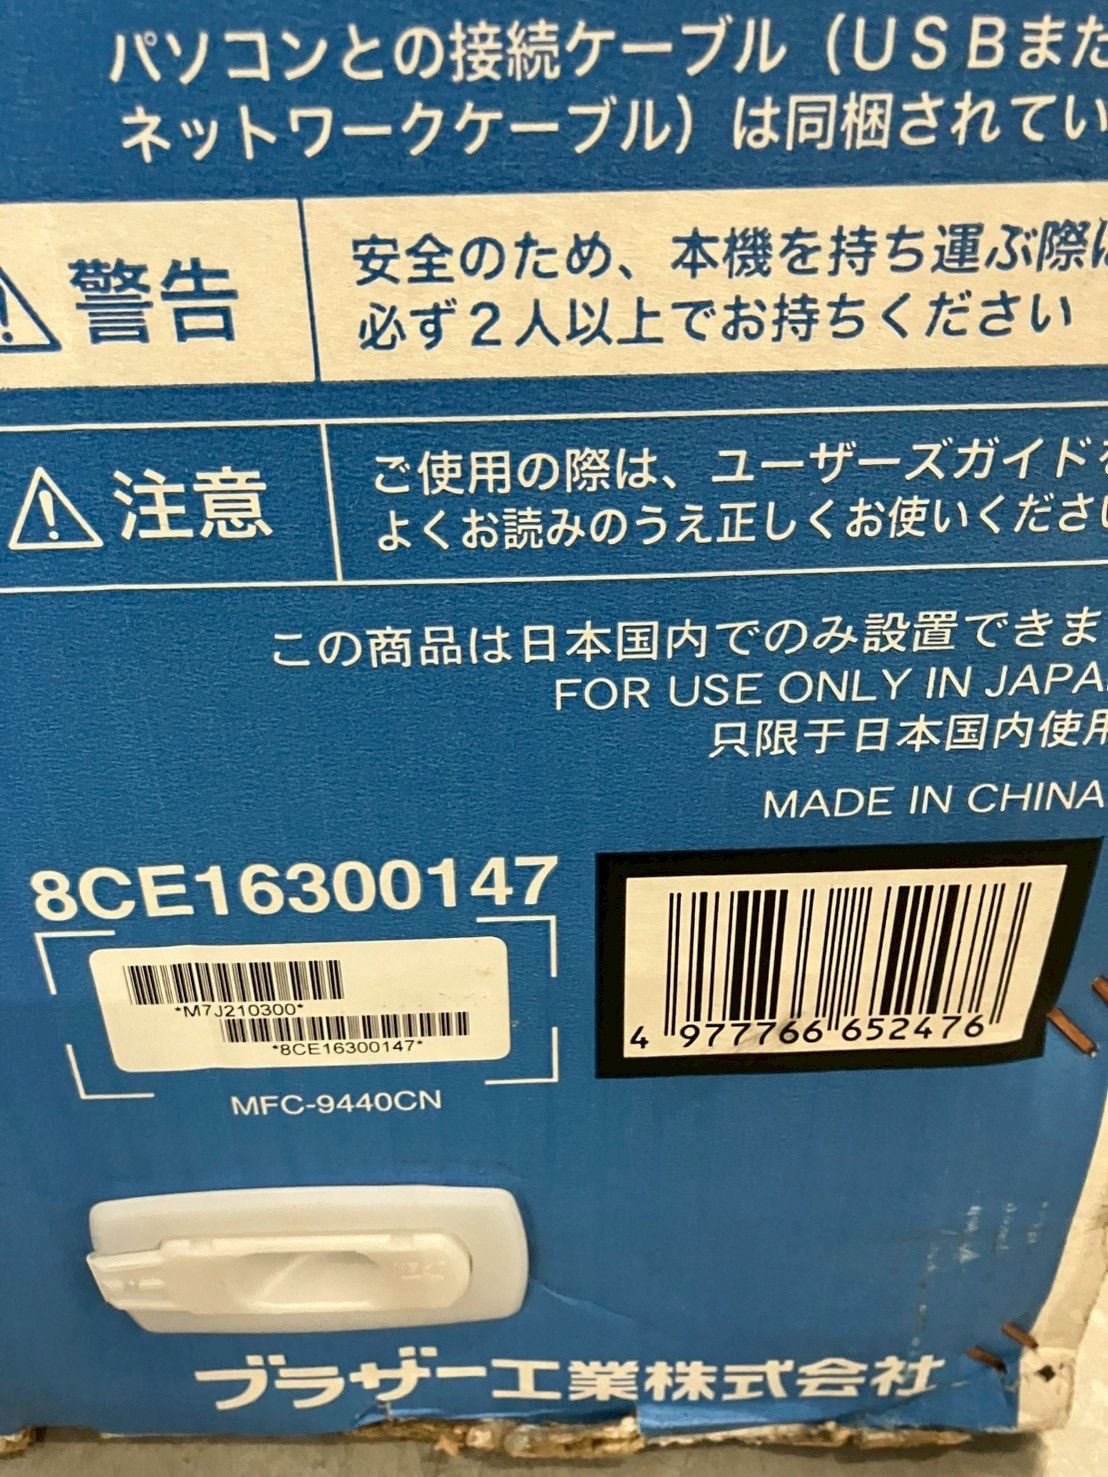 パソコンとの接続ケーブル（USBまた
ネットワークケーブル）は同梱されてい
警告
安全のため、本機を持ち運ぶ際は
必ず2人以上でお持ちください
注意
ご使用の際は、ユーザーズガイドを
よくお読みのうえ正しくお使いくださ
この商品は日本国内でのみ設置できま
FOR USE ONLY IN JAPA
只限于日本国内使用
MADE IN CHINA
8CE16300147
*M7J210300*
*8CE16300147*
MFC-9440CN
4 977766 652476
ブラザー工業株式会社